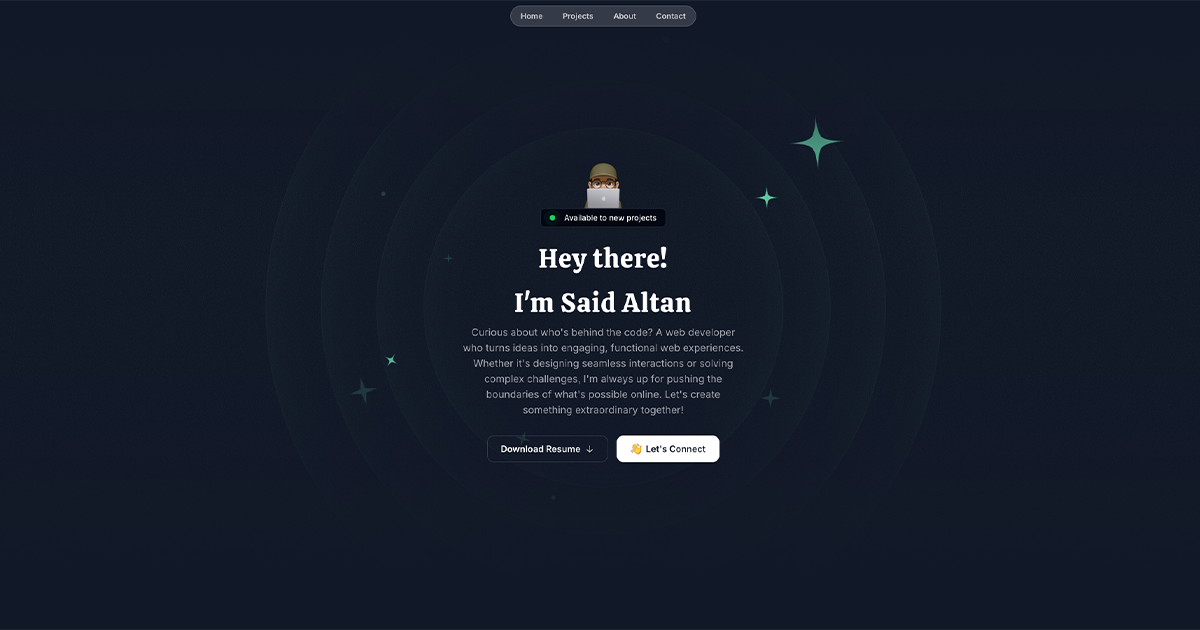 Home Projects About Contact
Available to new projects
Hey there!
I'm Said Altan
Curious about who's behind the code? A web developer
who turns ideas into engaging, functional web experiences.
Whether it's designing seamless interactions or solving
complex challenges, I'm always up for pushing the
boundaries of what's possible online. Let's create
something extraordinary together!
Download Resume ↓ 👋 Let's Connect